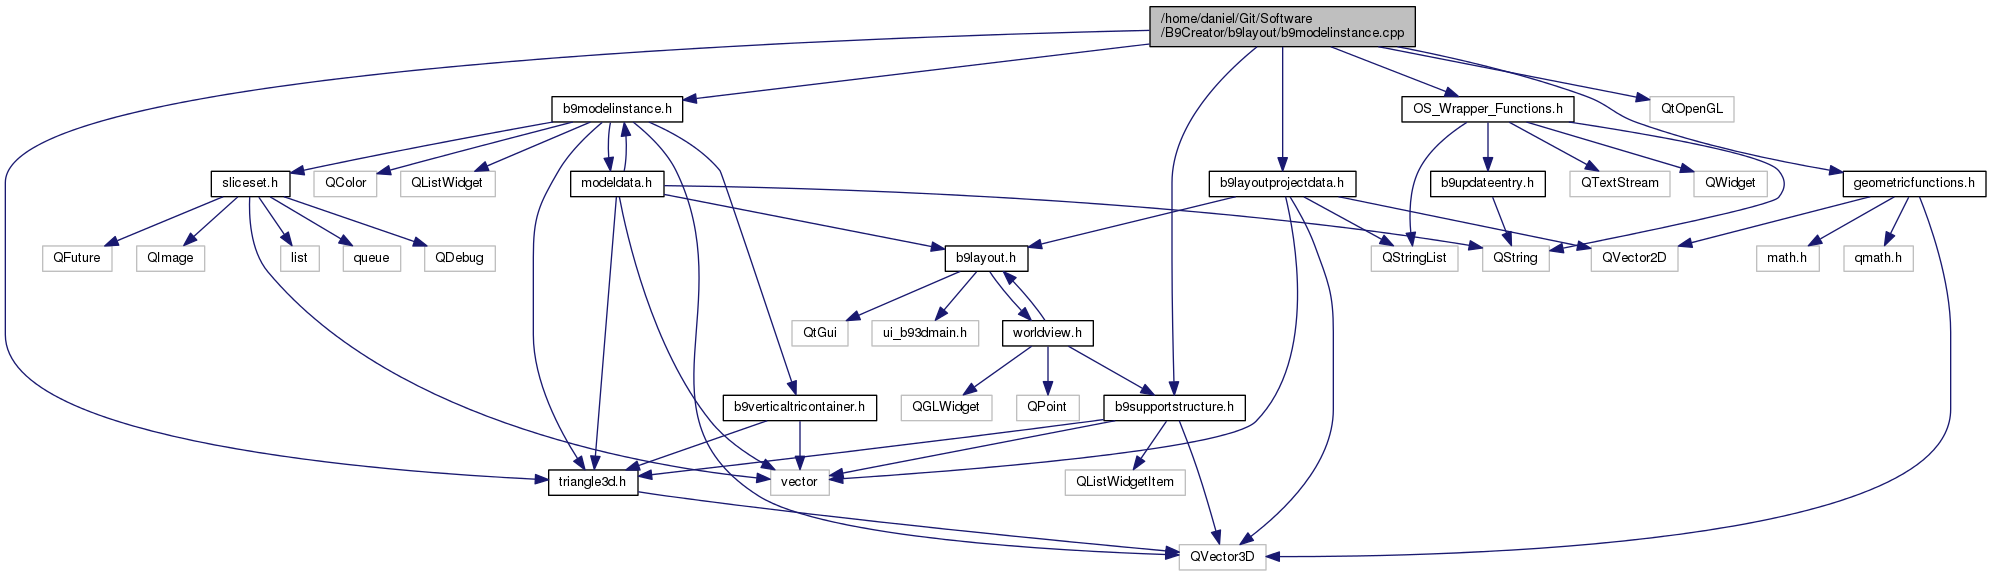 /home/daniel/Git/Software
/B9Creator/b9layout/b9modelinstance.cpp
b9modelinstance.h
OS_Wrapper_Functions.h
QtOpenGL
sliceset.h
QColor
QListWidget
modeldata.h
b9layoutprojectdata.h
b9updateentry.h
QTextStream
QWidget
geometricfunctions.h
QFuture
QImage
list
queue
QDebug
b9layout.h
QStringList
QString
QVector2D
math.h
qmath.h
QtGui
ui_b93dmain.h
worldview.h
b9verticaltricontainer.h
QGLWidget
QPoint
b9supportstructure.h
triangle3d.h
vector
QListWidgetItem
QVector3D